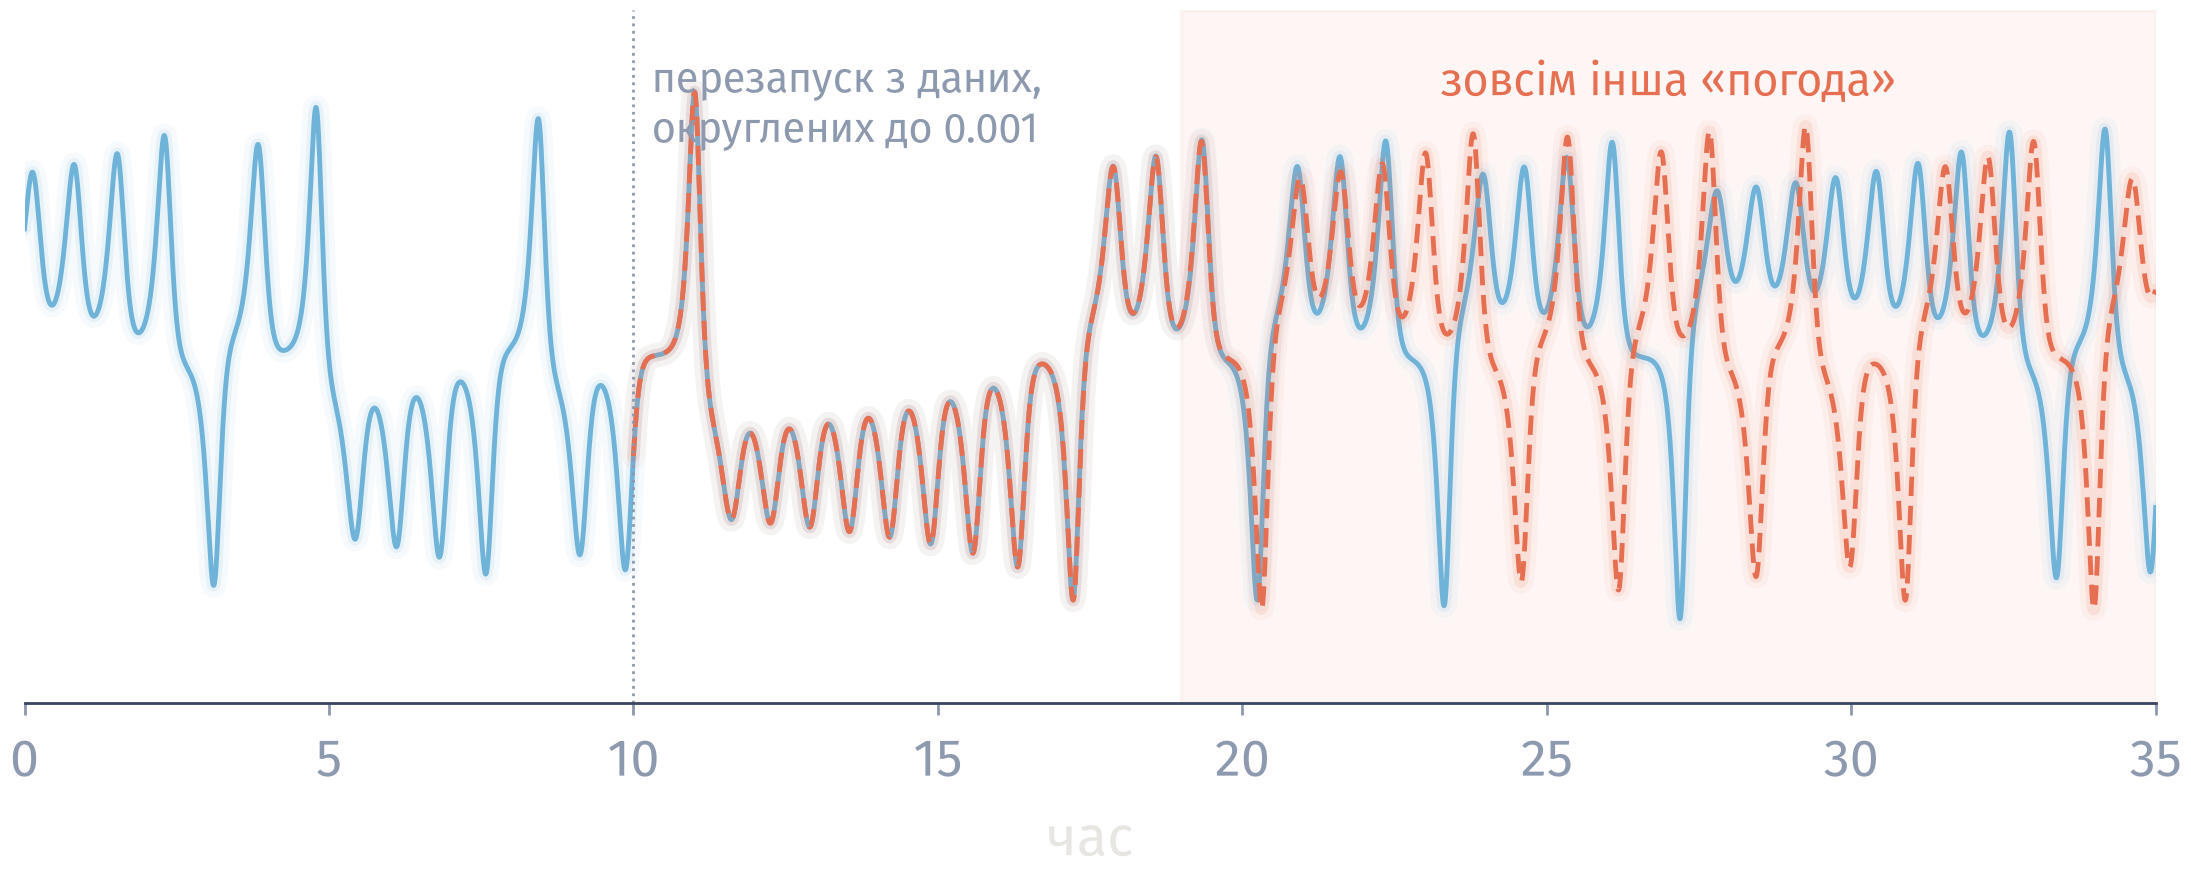 перезапуск з даних,
округлених до 0.001
зовсім інша «погода»
0 5 10 15 20 25 30 35
час